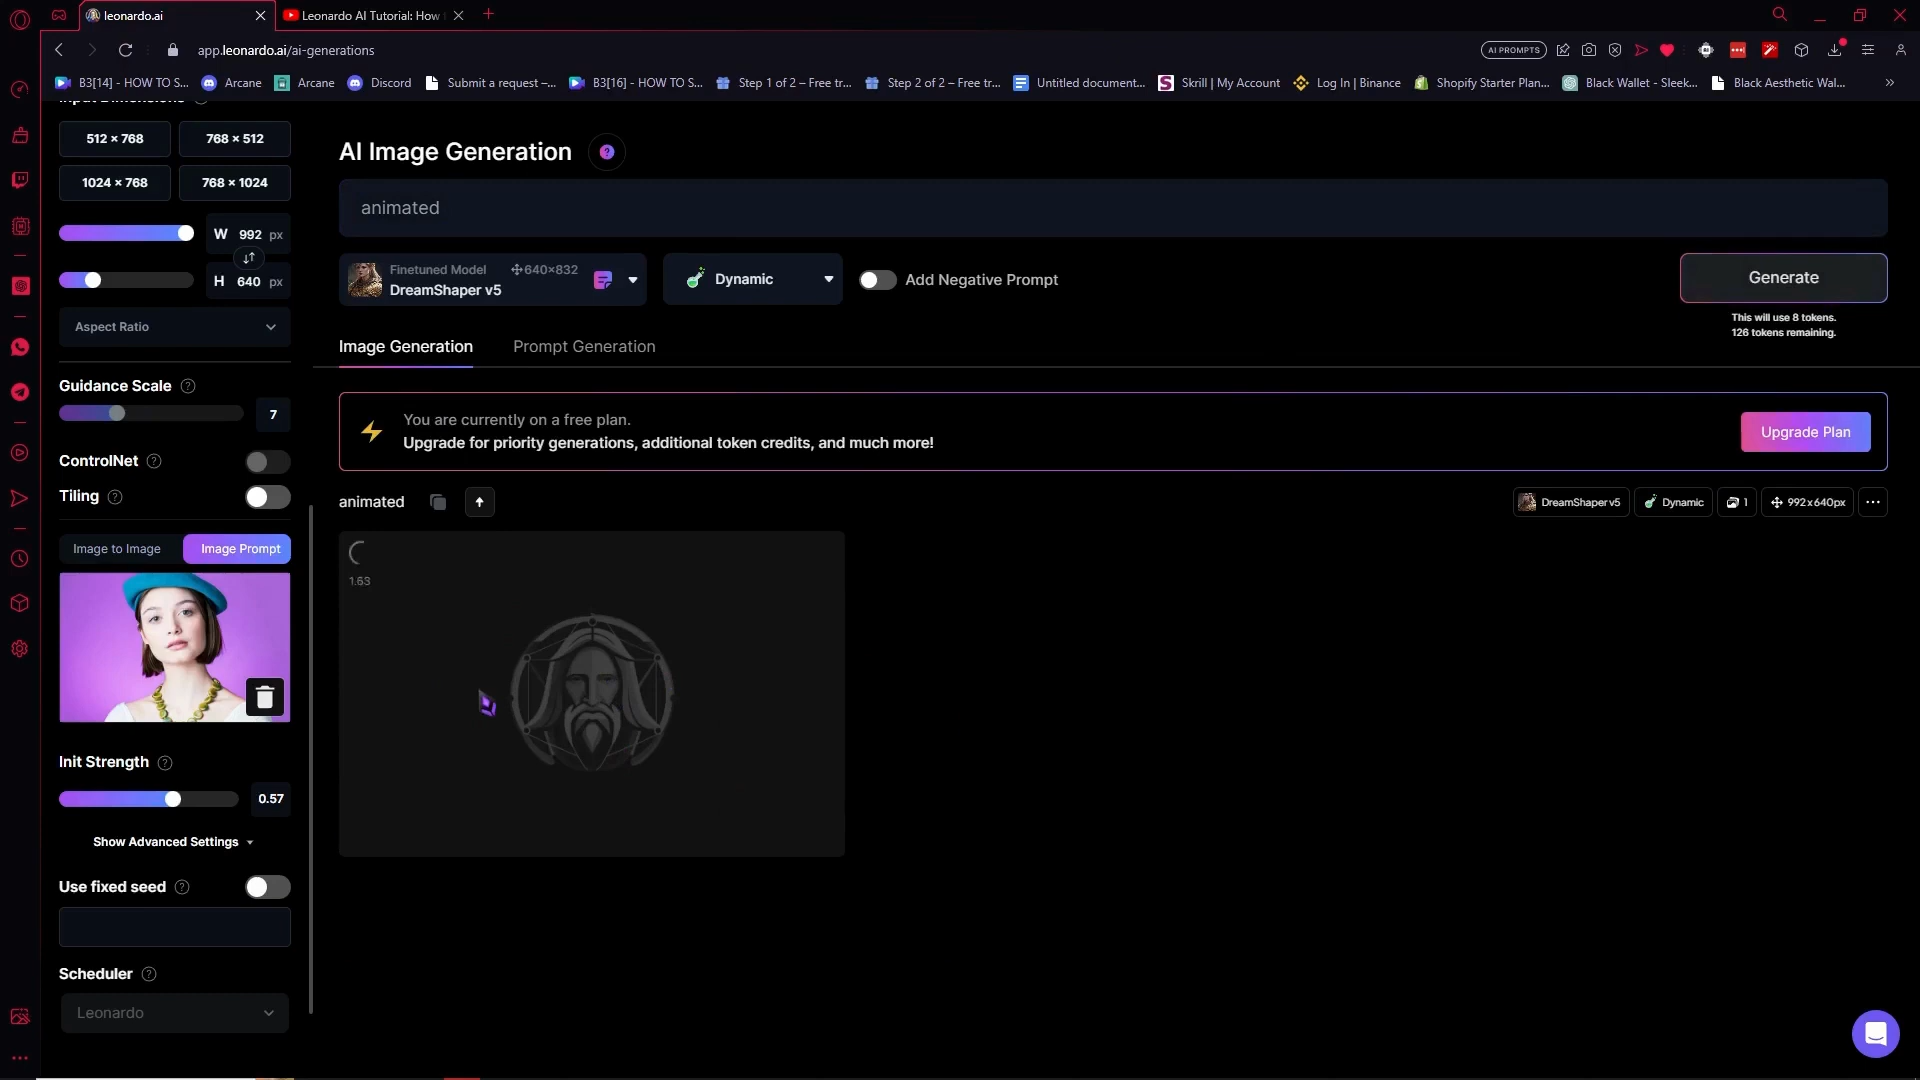 leonardo.ai
Leonardo AI Tutorial: How
app.leonardo.ai/ai-generations
AI PROMPTS
B3[14] - HOW TO S...
Arcane
Arcane
Discord
Submit a request –...
B3[16] - HOW TO S...
Step 1 of 2 – Free tr...
Step 2 of 2 – Free tr...
Untitled document...
Skrill | My Account
Log In | Binance
Shopify Starter Plan...
Black Wallet - Sleek...
Black Aesthetic Wal...
Input Dimensions
512 × 768
768 × 512
1024 × 768
768 × 1024
W 992 px
H 640 px
Aspect Ratio
Guidance Scale
7
ControlNet
Tiling
Image to Image
Image Prompt
Init Strength
0.57
Show Advanced Settings
Use fixed seed
Scheduler
Leonardo
AI Image Generation
animated
Finetuned Model
640×832
DreamShaper v5
Dynamic
Add Negative Prompt
Generate
This will use 8 tokens.
126 tokens remaining.
Image Generation
Prompt Generation
You are currently on a free plan.
Upgrade for priority generations, additional token credits, and much more!
Upgrade Plan
animated
DreamShaper v5
Dynamic
1
992x640px
1.63